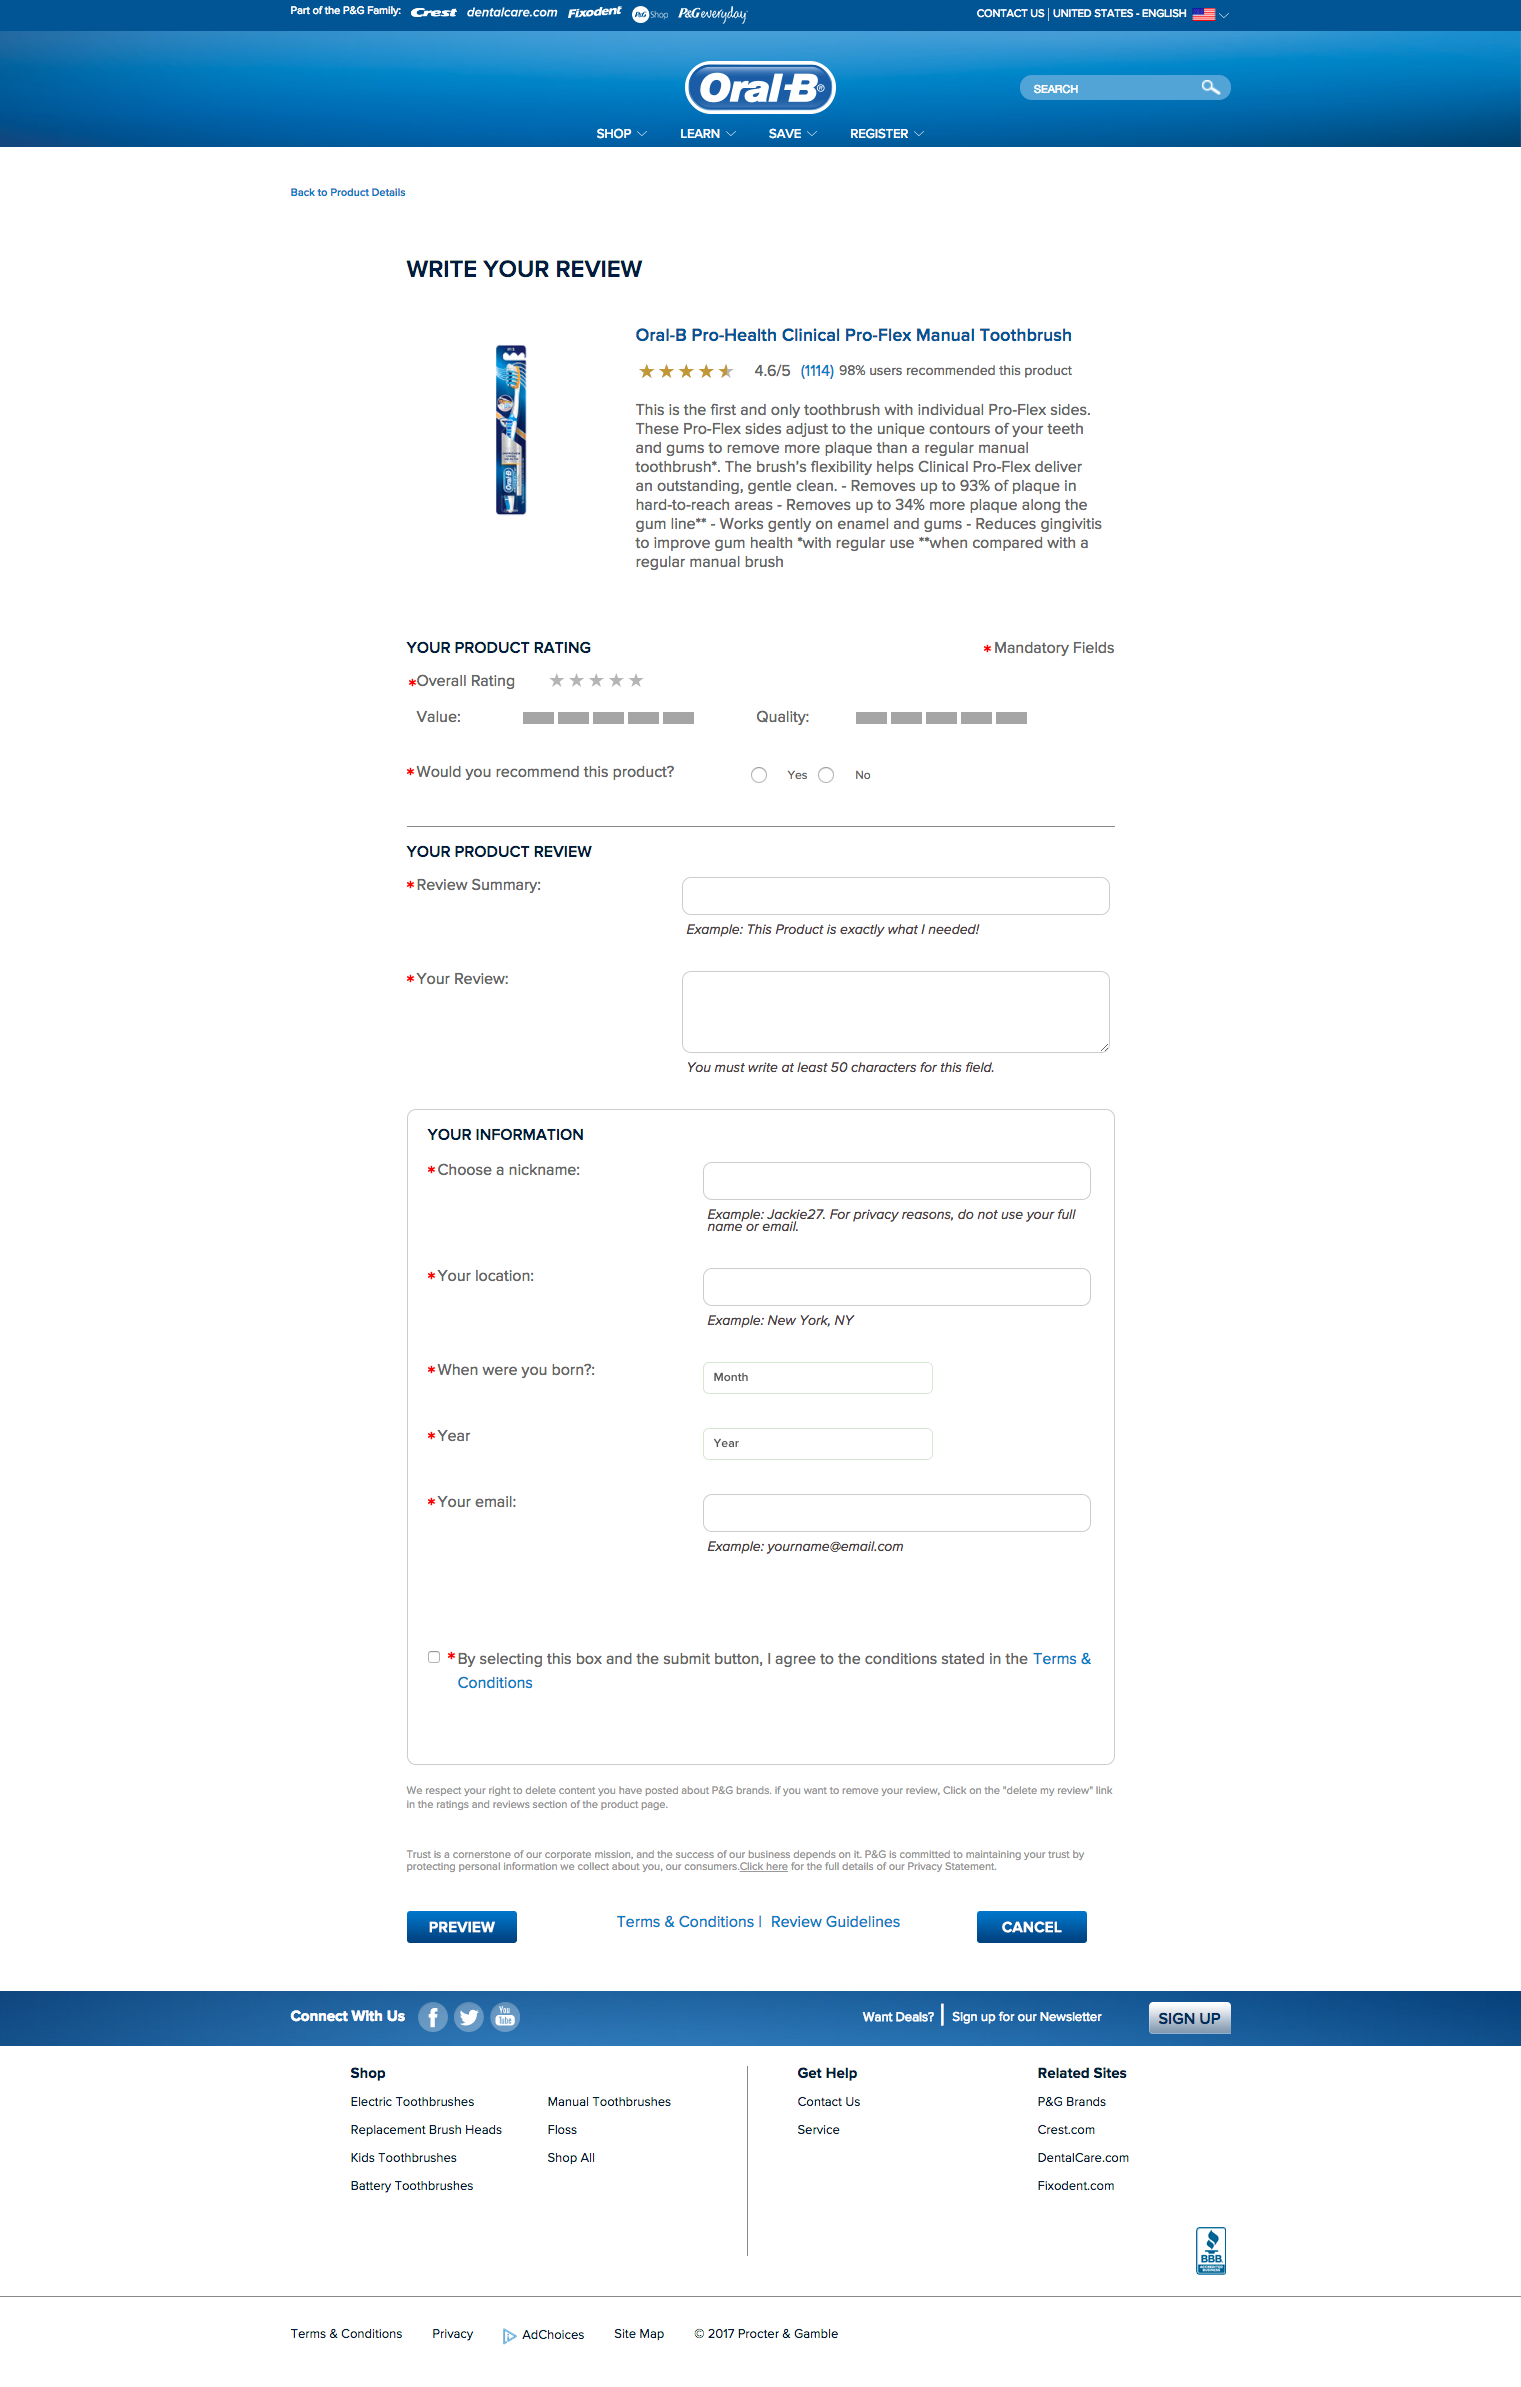 Part of the P&G Family: Crest dentalcare.com Fixodent P&G Shop P&G everyday
CONTACT US | UNITED STATES - ENGLISH
Oral-B®
SEARCH
SHOP LEARN SAVE REGISTER
Back to Product Details
WRITE YOUR REVIEW
Oral-B
Oral-B Pro-Health Clinical Pro-Flex Manual Toothbrush
4.6/5 (1114) 98% users recommended this product
This is the first and only toothbrush with individual Pro-Flex sides.
These Pro-Flex sides adjust to the unique contours of your teeth
and gums to remove more plaque than a regular manual
toothbrush*. The brush’s flexibility helps Clinical Pro-Flex deliver
an outstanding, gentle clean. - Removes up to 93% of plaque in
hard-to-reach areas - Removes up to 34% more plaque along the
gum line** - Works gently on enamel and gums - Reduces gingivitis
to improve gum health *with regular use **when compared with a
regular manual brush
YOUR PRODUCT RATING
* Mandatory Fields
*Overall Rating
Value:
Quality:
*Would you recommend this product?
Yes No
YOUR PRODUCT REVIEW
*Review Summary:
Example: This Product is exactly what I needed!
*Your Review:
You must write at least 50 characters for this field.
YOUR INFORMATION
*Choose a nickname:
Example: Jackie27. For privacy reasons, do not use your full
name or email.
*Your location:
Example: New York, NY
*When were you born?:
Month
*Year
Year
*Your email:
Example: yourname@email.com
*By selecting this box and the submit button, I agree to the conditions stated in the Terms &
Conditions
We respect your right to delete content you have posted about P&G brands. if you want to remove your review, Click on the "delete my review" link
in the ratings and reviews section of the product page.
Trust is a cornerstone of our corporate mission, and the success of our business depends on it. P&G is committed to maintaining your trust by
protecting personal information we collect about you, our consumers.Click here for the full details of our Privacy Statement.
PREVIEW
Terms & Conditions | Review Guidelines
CANCEL
Connect With Us
You
Tube
Want Deals? | Sign up for our Newsletter
SIGN UP
Shop
Electric Toothbrushes
Replacement Brush Heads
Kids Toothbrushes
Battery Toothbrushes
Manual Toothbrushes
Floss
Shop All
Get Help
Contact Us
Service
Related Sites
P&G Brands
Crest.com
DentalCare.com
Fixodent.com
BBB
ACCREDITED
BUSINESS
Terms & Conditions Privacy AdChoices Site Map © 2017 Procter & Gamble